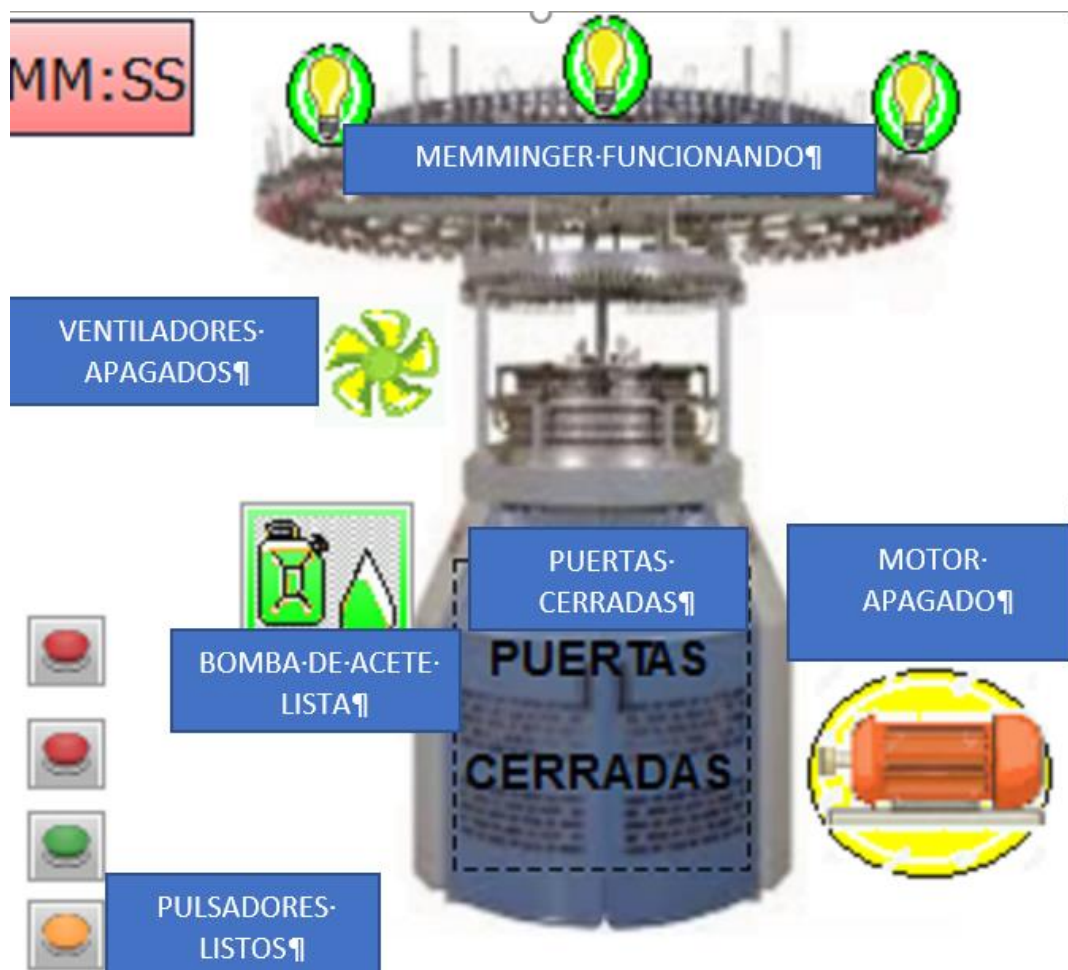 MM:SS
MEMMINGER·FUNCIONANDO¶
VENTILADORES·
APAGADOS¶
PUERTAS·
CERRADAS¶
MOTOR·
APAGADO¶
BOMBA·DE·ACETE·
LISTA¶
PUERTAS
CERRADAS
PULSADORES·
LISTOS¶